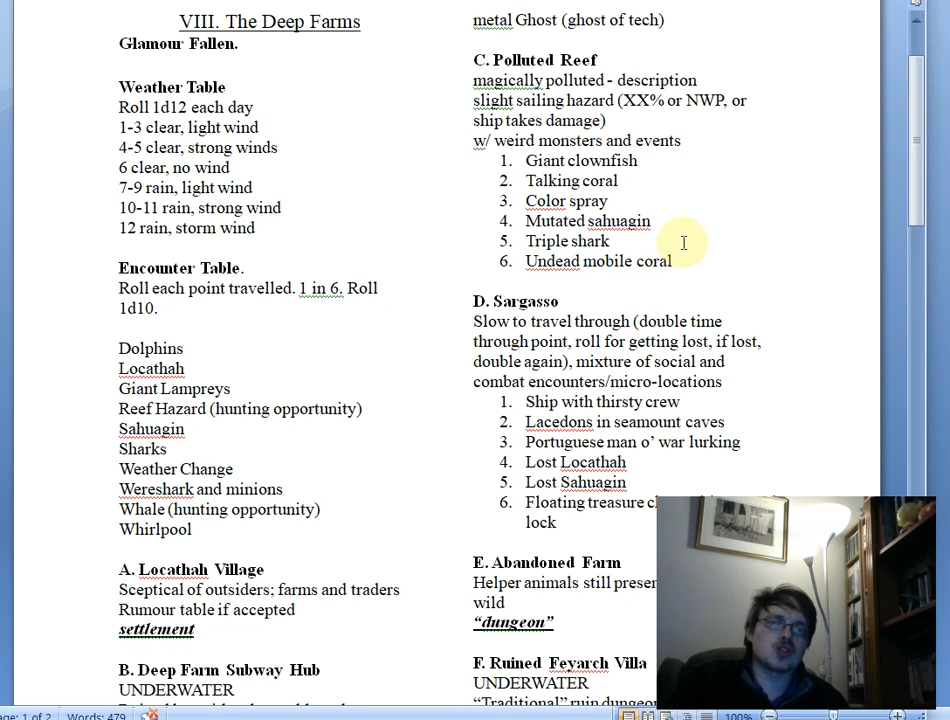 VIII. The Deep Farms
Glamour Fallen.
Weather Table
Roll 1d12 each day
1-3 clear, light wind
4-5 clear, strong winds
6 clear, no wind
7-9 rain, light wind
10-11 rain, strong wind
12 rain, storm wind
Encounter Table.
Roll each point travelled. 1 in 6. Roll
1d10.
Dolphins
Locathah
Giant Lampreys
Reef Hazard (hunting opportunity)
Sahuagin
Sharks
Weather Change
Wereshark and minions
Whale (hunting opportunity)
Whirlpool
A. Locathah Village
Sceptical of outsiders; farms and traders
Rumour table if accepted
settlement
B. Deep Farm Subway Hub
UNDERWATER
metal Ghost (ghost of tech)
C. Polluted Reef
magically polluted - description
slight sailing hazard (XX% or NWP, or
ship takes damage)
w/ weird monsters and events
1. Giant clownfish
2. Talking coral
3. Color spray
4. Mutated sahuagin
5. Triple shark
6. Undead mobile coral
D. Sargasso
Slow to travel through (double time
through point, roll for getting lost, if lost,
double again), mixture of social and
combat encounters/micro-locations
1. Ship with thirsty crew
2. Lacedons in seamount caves
3. Portuguese man o' war lurking
4. Lost Locathah
5. Lost Sahuagin
6. Floating treasure
lock
E. Abandoned Farm
Helper animals still
wild
"dungeon"
F. Ruined Feyarch Villa
UNDERWATER
"Traditional" ruin
age: 1 of 2 Words: 479 100%